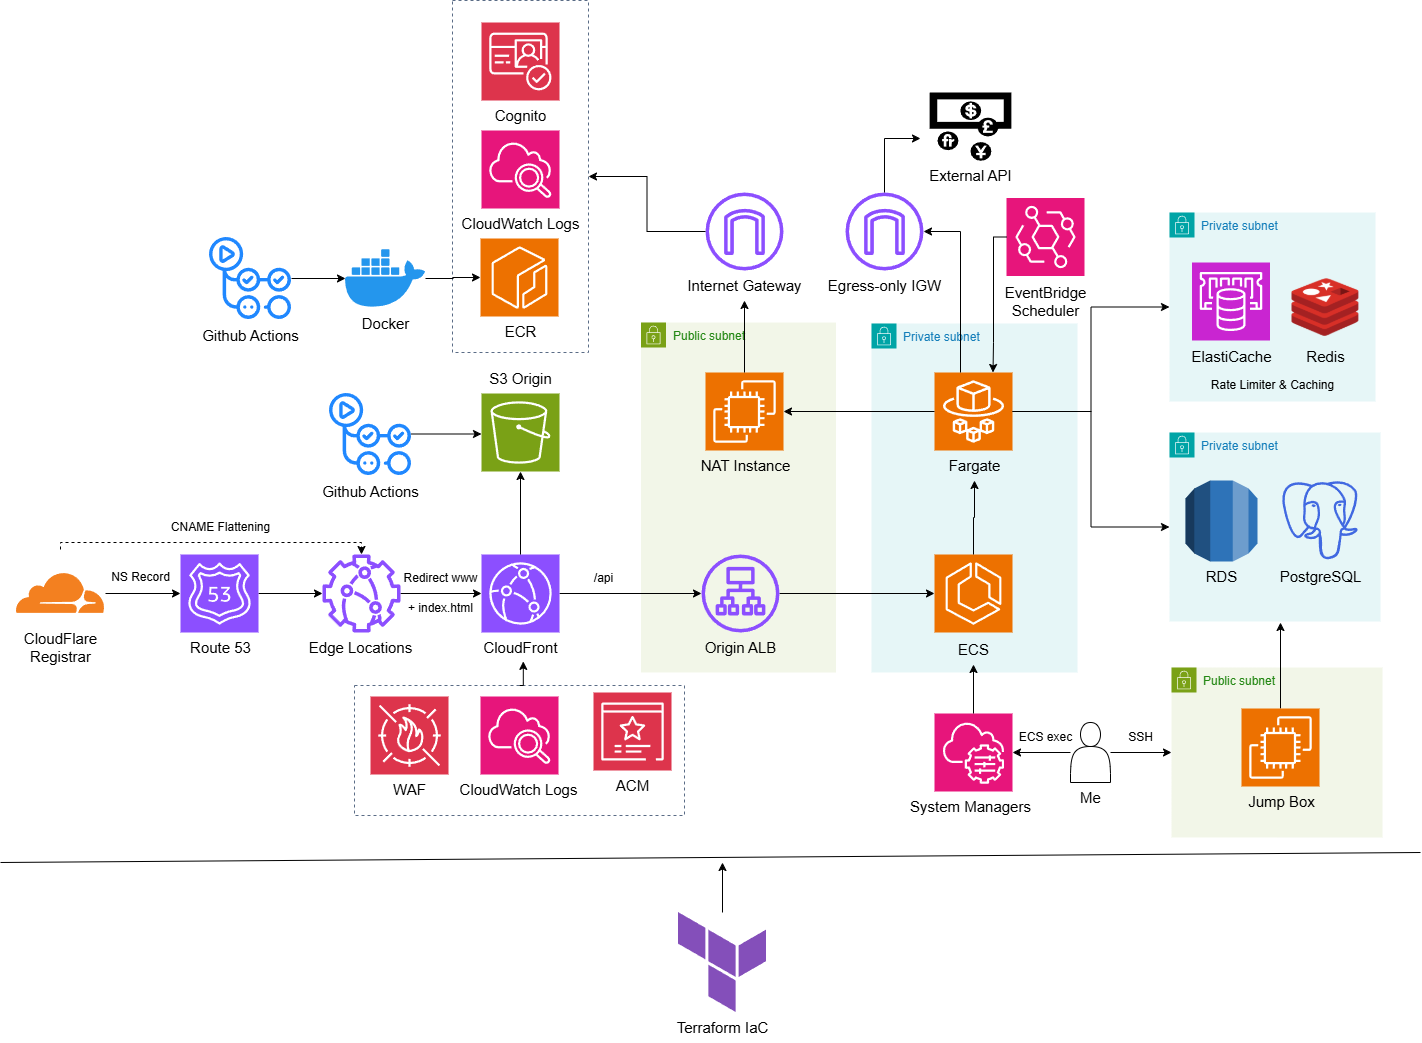 Cognito
CloudWatch Logs
ECR
Github Actions
Docker
External API
Internet Gateway
Egress-only IGW
EventBridge
Scheduler
Private subnet
ElastiCache
Redis
Rate Limiter & Caching
Public subnet
Private subnet
S3 Origin
Github Actions
NAT Instance
Fargate
Private subnet
RDS
PostgreSQL
CNAME Flattening
NS Record
CloudFlare
Registrar
53
Route 53
Edge Locations
Redirect www
+ index.html
CloudFront
/api
Origin ALB
ECS
WAF
CloudWatch Logs
ACM
System Managers
ECS exec
Me
SSH
Public subnet
Jump Box
Terraform IaC